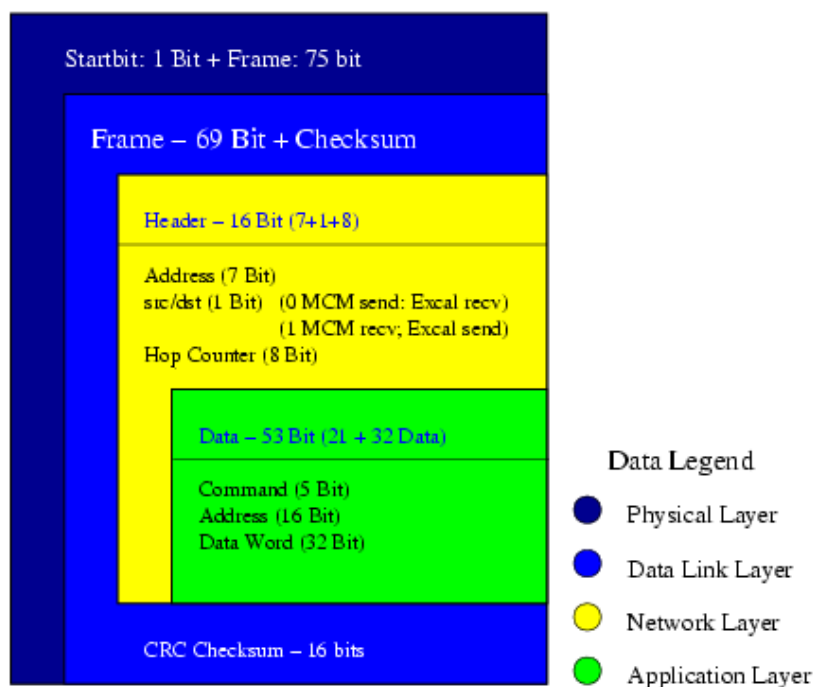 Startbit: 1 Bit + Frame: 75 bit
Frame – 69 Bit + Checksum
Header – 16 Bit (7+1+8)
Address (7 Bit)
src/dst (1 Bit) (0 MCM send: Excal recv)
(1 MCM recv; Excal send)
Hop Counter (8 Bit)
Data – 53 Bit (21 + 32 Data)
Command (5 Bit)
Address (16 Bit)
Data Word (32 Bit)
CRC Checksum – 16 bits
Data Legend
Physical Layer
Data Link Layer
Network Layer
Application Layer